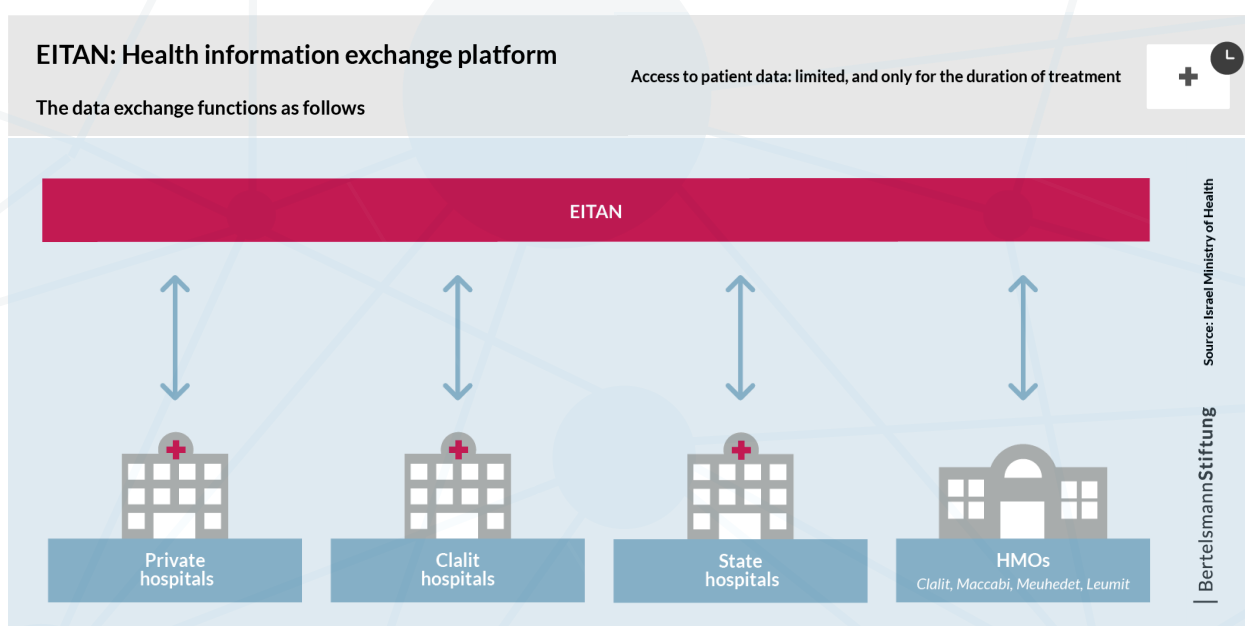 EITAN: Health information exchange platform
The data exchange functions as follows
Access to patient data: limited, and only for the duration of treatment
EITAN
Private
hospitals
Clalit
hospitals
State
hospitals
HMOs
Clalit, Maccabi, Meuhedet, Leumit
Source: Israel Ministry of Health
| BertelsmannStiftung